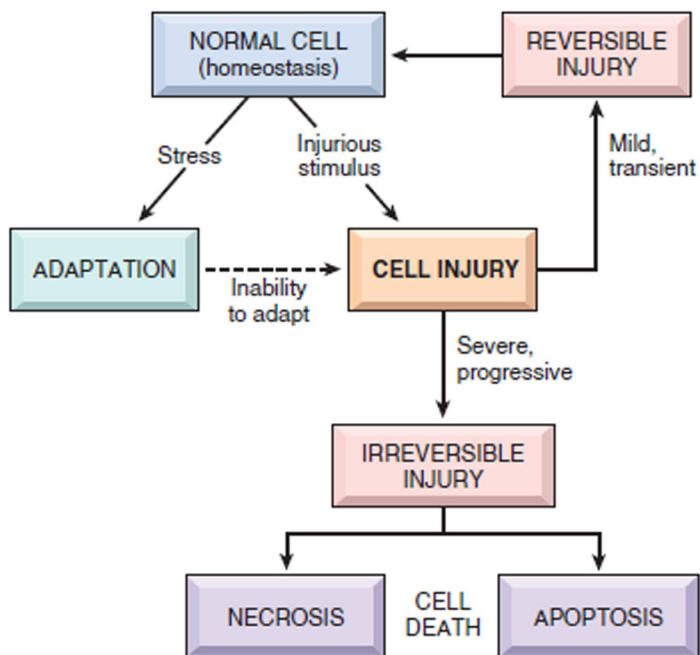 NORMAL CELL
(homeostasis)
REVERSIBLE
INJURY
Stress
Injurious
stimulus
Mild,
transient
ADAPTATION
Inability
to adapt
CELL INJURY
Severe,
progressive
IRREVERSIBLE
INJURY
NECROSIS
CELL
DEATH
APOPTOSIS